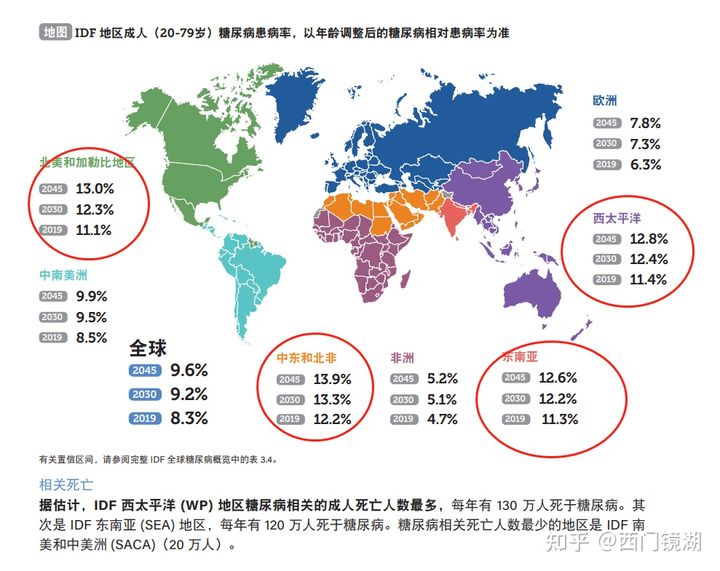 地图 IDF 地区成人（20-79岁）糖尿病患病率，以年龄调整后的糖尿病相对患病率为准
欧洲
2045 7.8%
2030 7.3%
2019 6.3%
北美和加勒比地区
2045 13.0%
2030 12.3%
2019 11.1%
西太平洋
2045 12.8%
2030 12.4%
2019 11.4%
中南美洲
2045 9.9%
2030 9.5%
2019 8.5%
全球
2045 9.6%
2030 9.2%
2019 8.3%
中东和北非
2045 13.9%
2030 13.3%
2019 12.2%
非洲
2045 5.2%
2030 5.1%
2019 4.7%
东南亚
2045 12.6%
2030 12.2%
2019 11.3%
有关置信区间，请参阅完整 IDF 全球糖尿病概览中的表 3.4。
相关死亡
据估计，IDF 西太平洋 (WP) 地区糖尿病相关的成人死亡人数最多，每年有 130 万人死于糖尿病。其
次是 IDF 东南亚 (SEA) 地区，每年有 120 万人死于糖尿病。糖尿病相关死亡人数最少的地区是 IDF 南
美和中美洲 (SACA)（20 万人）。
知乎 @西门镜湖